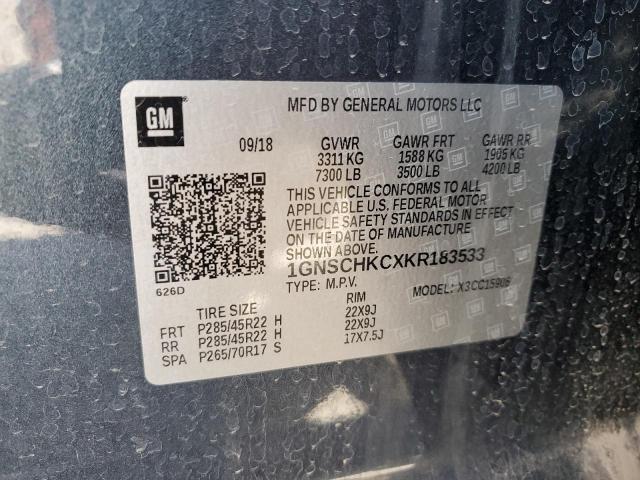 GM
MFD BY GENERAL MOTORS LLC
09/18 GVWR GAWR FRT GAWR RR
3311 KG 1588 KG 1905 KG
7300 LB 3500 LB 4200 LB
THIS VEHICLE CONFORMS TO ALL
APPLICABLE U.S. FEDERAL MOTOR
VEHICLE SAFETY STANDARDS IN EFFECT
ON THE DATE OF MANUFACTURE
SHOWN ABOVE.
1GNSCHKCXKR183533
626D TYPE: M.P.V. MODEL: X3CC15906
TIRE SIZE RIM
FRT P285/45R22 H 22X9J
RR P285/45R22 H 22X9J
SPA P265/70R17 S 17X7.5J